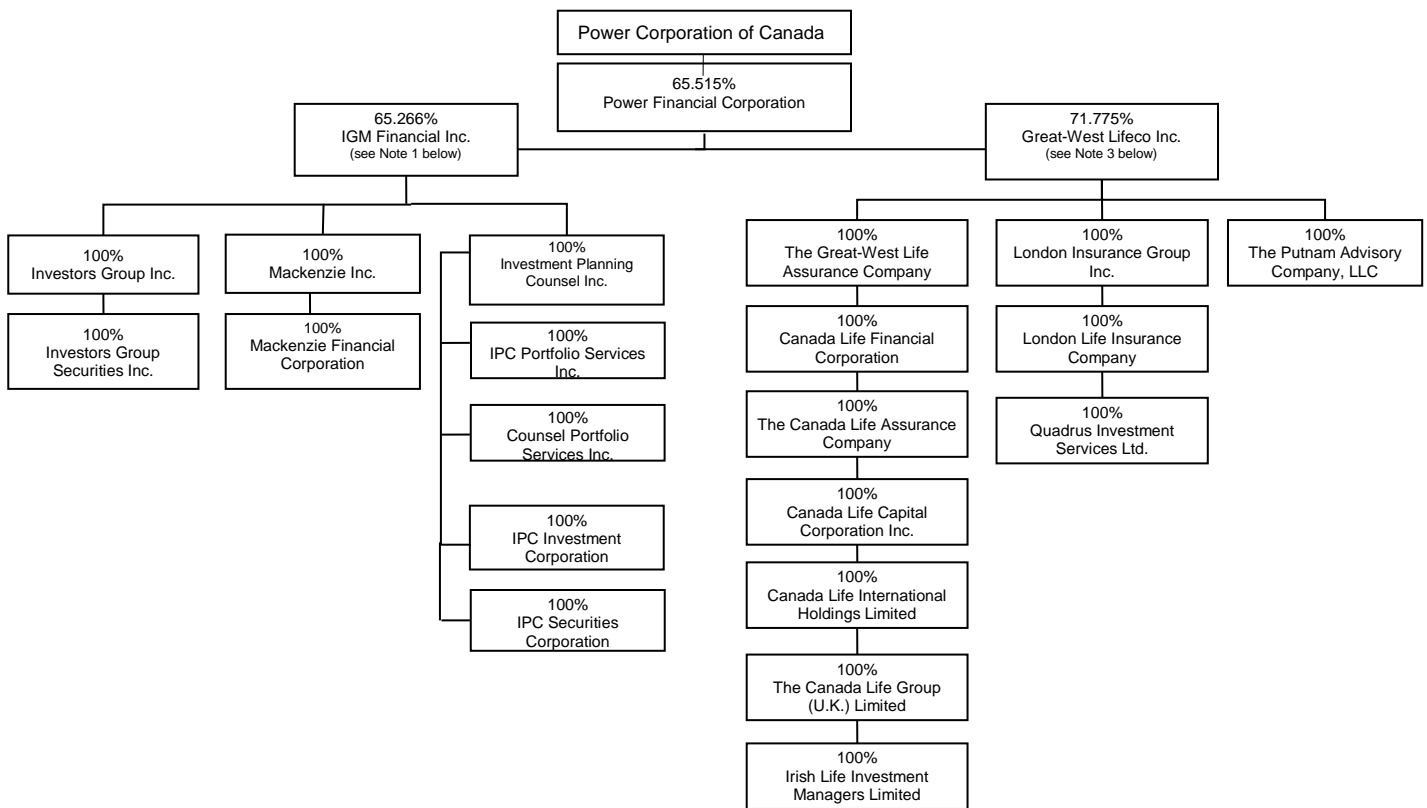 Power Corporation of Canada
65.515%
Power Financial Corporation
65.266%
IGM Financial Inc.
(see Note 1 below)
71.775%
Great-West Lifeco Inc.
(see Note 3 below)
100%
Investors Group Inc.
100%
Investors Group
Securities Inc.
100%
Mackenzie Inc.
100%
Mackenzie Financial
Corporation
100%
Investment Planning
Counsel Inc.
100%
IPC Portfolio Services
Inc.
100%
Counsel Portfolio
Services Inc.
100%
IPC Investment
Corporation
100%
IPC Securities
Corporation
100%
The Great-West Life
Assurance Company
100%
Canada Life Financial
Corporation
100%
The Canada Life Assurance
Company
100%
Canada Life Capital
Corporation Inc.
100%
Canada Life International
Holdings Limited
100%
The Canada Life Group
(U.K.) Limited
100%
Irish Life Investment
Managers Limited
100%
London Insurance Group
Inc.
100%
London Life Insurance
Company
100%
Quadrus Investment
Services Ltd.
100%
The Putnam Advisory
Company, LLC